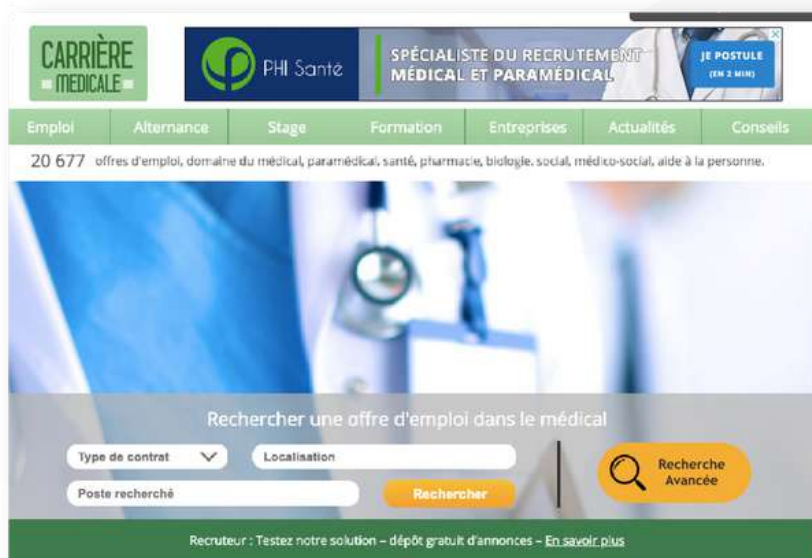 CARRIÈRE
MEDICALE
PHI Santé
SPÉCIALISTE DU RECRUTEMENT
MÉDICAL ET PARAMÉDICAL
JE POSTULE
(EN 2 MIN)
Emploi Alternance Stage Formation Entreprises Actualités Conseils
20 677 offres d'emploi, domaine du médical, paramédical, santé, pharmacie, biologie, social, médico-social, aide à la personne.
Rechercher une offre d'emploi dans le médical
Type de contrat Localisation
Poste recherché Rechercher
Recherche
Avancée
Recruteur : Testez notre solution – dépôt gratuit d'annonces – En savoir plus